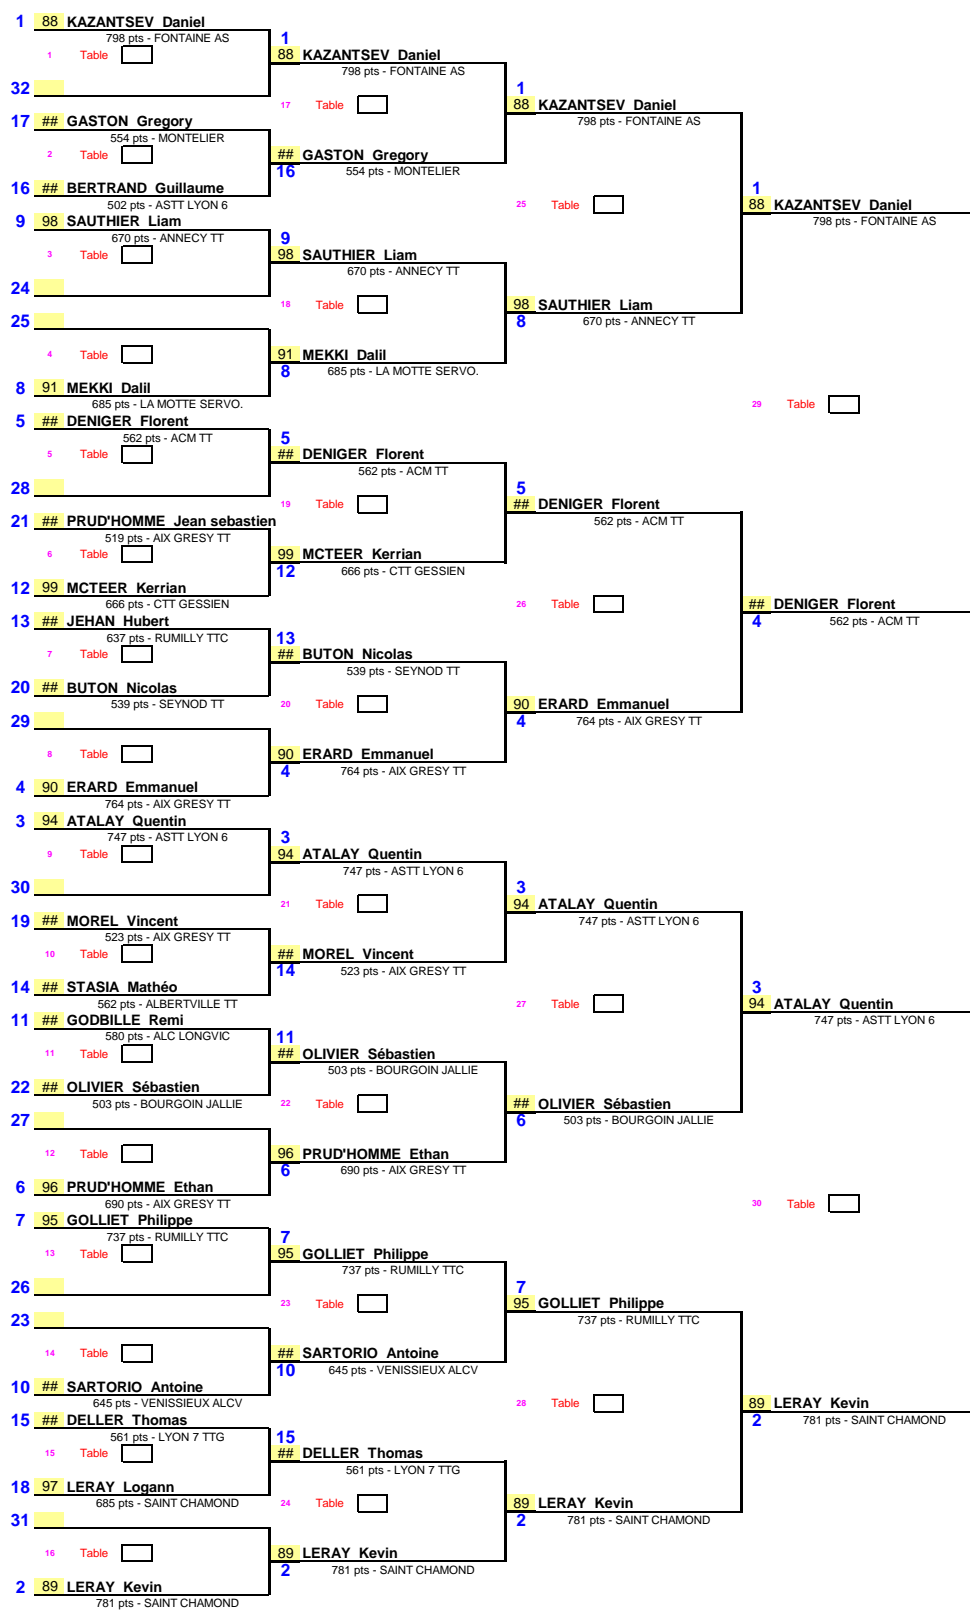 1 88 KAZANTSEV Daniel
798 pts - FONTAINE AS
1 Table
32
1
88 KAZANTSEV Daniel
798 pts - FONTAINE AS
17 Table
17 ## GASTON Gregory
554 pts - MONTELIER
2 Table
16 ## BERTRAND Guillaume
502 pts - ASTT LYON 6
## GASTON Gregory
16
554 pts - MONTELIER
1
88 KAZANTSEV Daniel
798 pts - FONTAINE AS
25 Table
9 98 SAUTHIER Liam
670 pts - ANNECY TT
3 Table
24
9
98 SAUTHIER Liam
670 pts - ANNECY TT
18 Table
25
4 Table
8 91 MEKKI Dalil
685 pts - LA MOTTE SERVO.
91 MEKKI Dalil
8
685 pts - LA MOTTE SERVO.
98 SAUTHIER Liam
8
670 pts - ANNECY TT
1
88 KAZANTSEV Daniel
798 pts - FONTAINE AS
29 Table
5 ## DENIGER Florent
562 pts - ACM TT
5 Table
28
5
## DENIGER Florent
562 pts - ACM TT
19 Table
21 ## PRUD'HOMME Jean sebastien
519 pts - AIX GRESY TT
6 Table
12 99 MCTEER Kerrian
666 pts - CTT GESSIEN
99 MCTEER Kerrian
12
666 pts - CTT GESSIEN
5
## DENIGER Florent
562 pts - ACM TT
26 Table
13 ## JEHAN Hubert
637 pts - RUMILLY TTC
7 Table
20 ## BUTON Nicolas
539 pts - SEYNOD TT
13
## BUTON Nicolas
539 pts - SEYNOD TT
20 Table
29
8 Table
4 90 ERARD Emmanuel
764 pts - AIX GRESY TT
90 ERARD Emmanuel
4
764 pts - AIX GRESY TT
90 ERARD Emmanuel
4
764 pts - AIX GRESY TT
## DENIGER Florent
4
562 pts - ACM TT
3 94 ATALAY Quentin
747 pts - ASTT LYON 6
9 Table
30
3
94 ATALAY Quentin
747 pts - ASTT LYON 6
21 Table
19 ## MOREL Vincent
523 pts - AIX GRESY TT
10 Table
14 ## STASIA Mathéo
562 pts - ALBERTVILLE TT
## MOREL Vincent
14
523 pts - AIX GRESY TT
3
94 ATALAY Quentin
747 pts - ASTT LYON 6
27 Table
11 ## GODBILLE Remi
580 pts - ALC LONGVIC
11 Table
22 ## OLIVIER Sébastien
503 pts - BOURGOIN JALLIE
11
## OLIVIER Sébastien
503 pts - BOURGOIN JALLIE
22 Table
27
12 Table
6 96 PRUD'HOMME Ethan
690 pts - AIX GRESY TT
96 PRUD'HOMME Ethan
6
690 pts - AIX GRESY TT
## OLIVIER Sébastien
6
503 pts - BOURGOIN JALLIE
3
94 ATALAY Quentin
747 pts - ASTT LYON 6
30 Table
7 95 GOLLIET Philippe
737 pts - RUMILLY TTC
13 Table
26
7
95 GOLLIET Philippe
737 pts - RUMILLY TTC
23 Table
23
14 Table
10 ## SARTORIO Antoine
645 pts - VENISSIEUX ALCV
## SARTORIO Antoine
10
645 pts - VENISSIEUX ALCV
7
95 GOLLIET Philippe
737 pts - RUMILLY TTC
28 Table
15 ## DELLER Thomas
561 pts - LYON 7 TTG
15 Table
18 97 LERAY Logann
685 pts - SAINT CHAMOND
15
## DELLER Thomas
561 pts - LYON 7 TTG
24 Table
31
16 Table
2 89 LERAY Kevin
781 pts - SAINT CHAMOND
89 LERAY Kevin
2
781 pts - SAINT CHAMOND
89 LERAY Kevin
2
781 pts - SAINT CHAMOND
89 LERAY Kevin
2
781 pts - SAINT CHAMOND